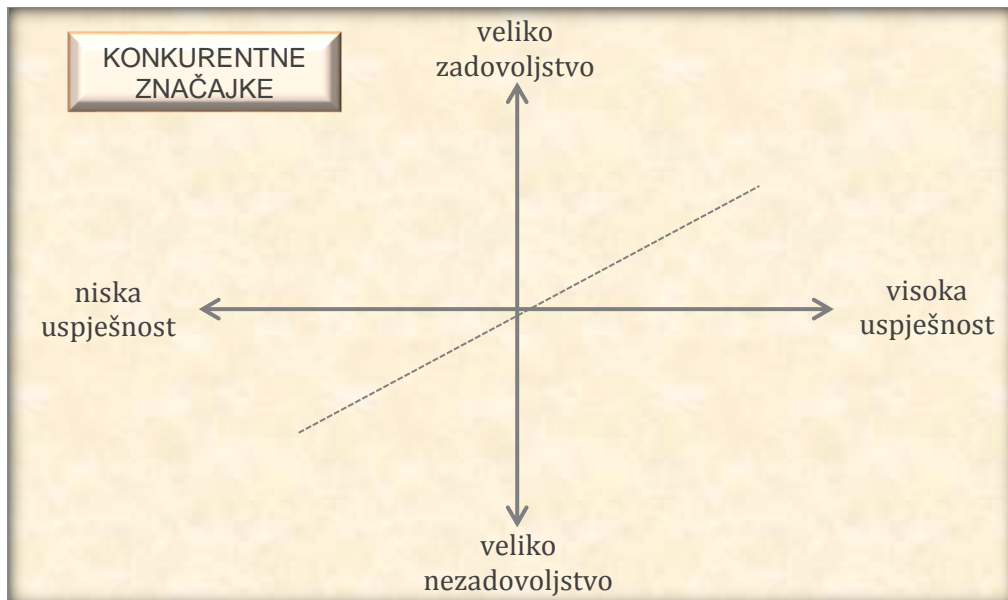 KONKURENTNE
ZNAČAJKE
veliko
zadovoljstvo
niska
uspješnost
visoka
uspješnost
veliko
nezadovoljstvo